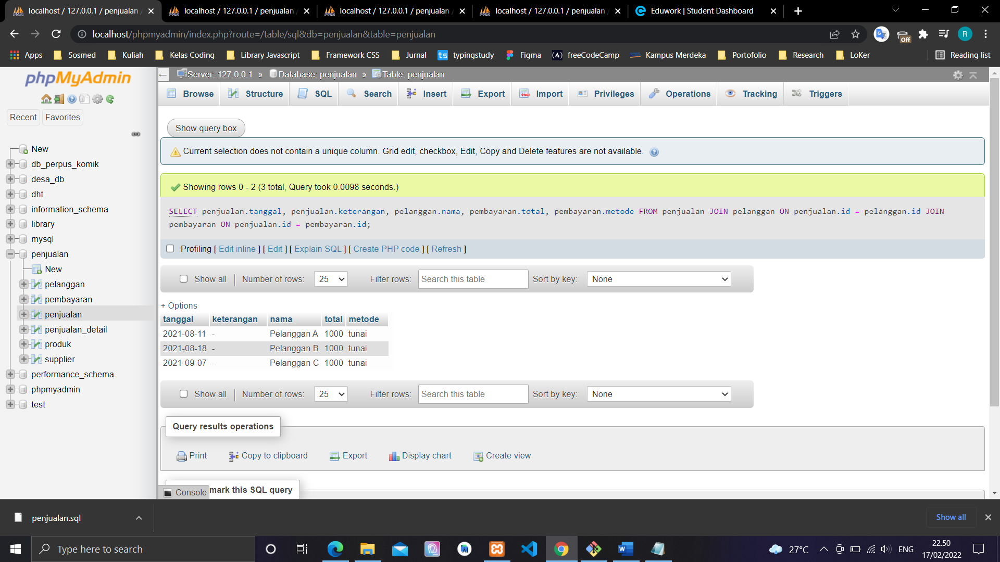 localhost / 127.0.0.1 / penjualan / localhost / 127.0.0.1 / penjualan / localhost / 127.0.0.1 / penjualan / localhost / 127.0.0.1 / penjualan / Eduwork | Student Dashboard
localhost/phpmyadmin/index.php?route=/table/sql&db=penjualan&table=penjualan
Off
R
Apps Sosmed Kuliah Kelas Coding Library Javascript Framework CSS Jurnal ts typingstudy Figma freeCodeCamp Kampus Merdeka Portofolio Research LoKer Reading list
phpMyAdmin
Recent Favorites
New
db_perpus_komik
desa_db
dht
information_schema
library
mysql
penjualan
New
pelanggan
pembayaran
penjualan
penjualan_detail
produk
supplier
performance_schema
phpmyadmin
test
Server: 127.0.0.1 » Database: penjualan » Table: penjualan
Browse Structure SQL Search Insert Export Import Privileges Operations Tracking Triggers
Show query box
Current selection does not contain a unique column. Grid edit, checkbox, Edit, Copy and Delete features are not available.
Showing rows 0 - 2 (3 total, Query took 0.0098 seconds.)
SELECT penjualan.tanggal, penjualan.keterangan, pelanggan.nama, pembayaran.total, pembayaran.metode FROM penjualan JOIN pelanggan ON penjualan.id = pelanggan.id JOIN
pembayaran ON penjualan.id = pembayaran.id;
Profiling [ Edit inline ] [ Edit ] [ Explain SQL ] [ Create PHP code ] [ Refresh ]
Show all Number of rows: 25 Filter rows: Search this table Sort by key: None
+ Options
tanggal keterangan nama total metode
2021-08-11 - Pelanggan A 1000 tunai
2021-08-18 - Pelanggan B 1000 tunai
2021-09-07 - Pelanggan C 1000 tunai
Show all Number of rows: 25 Filter rows: Search this table Sort by key: None
Query results operations
Print Copy to clipboard Export Display chart Create view
Console mark this SQL query
penjualan.sql
Show all
Type here to search
27°C ENG
22.50
17/02/2022